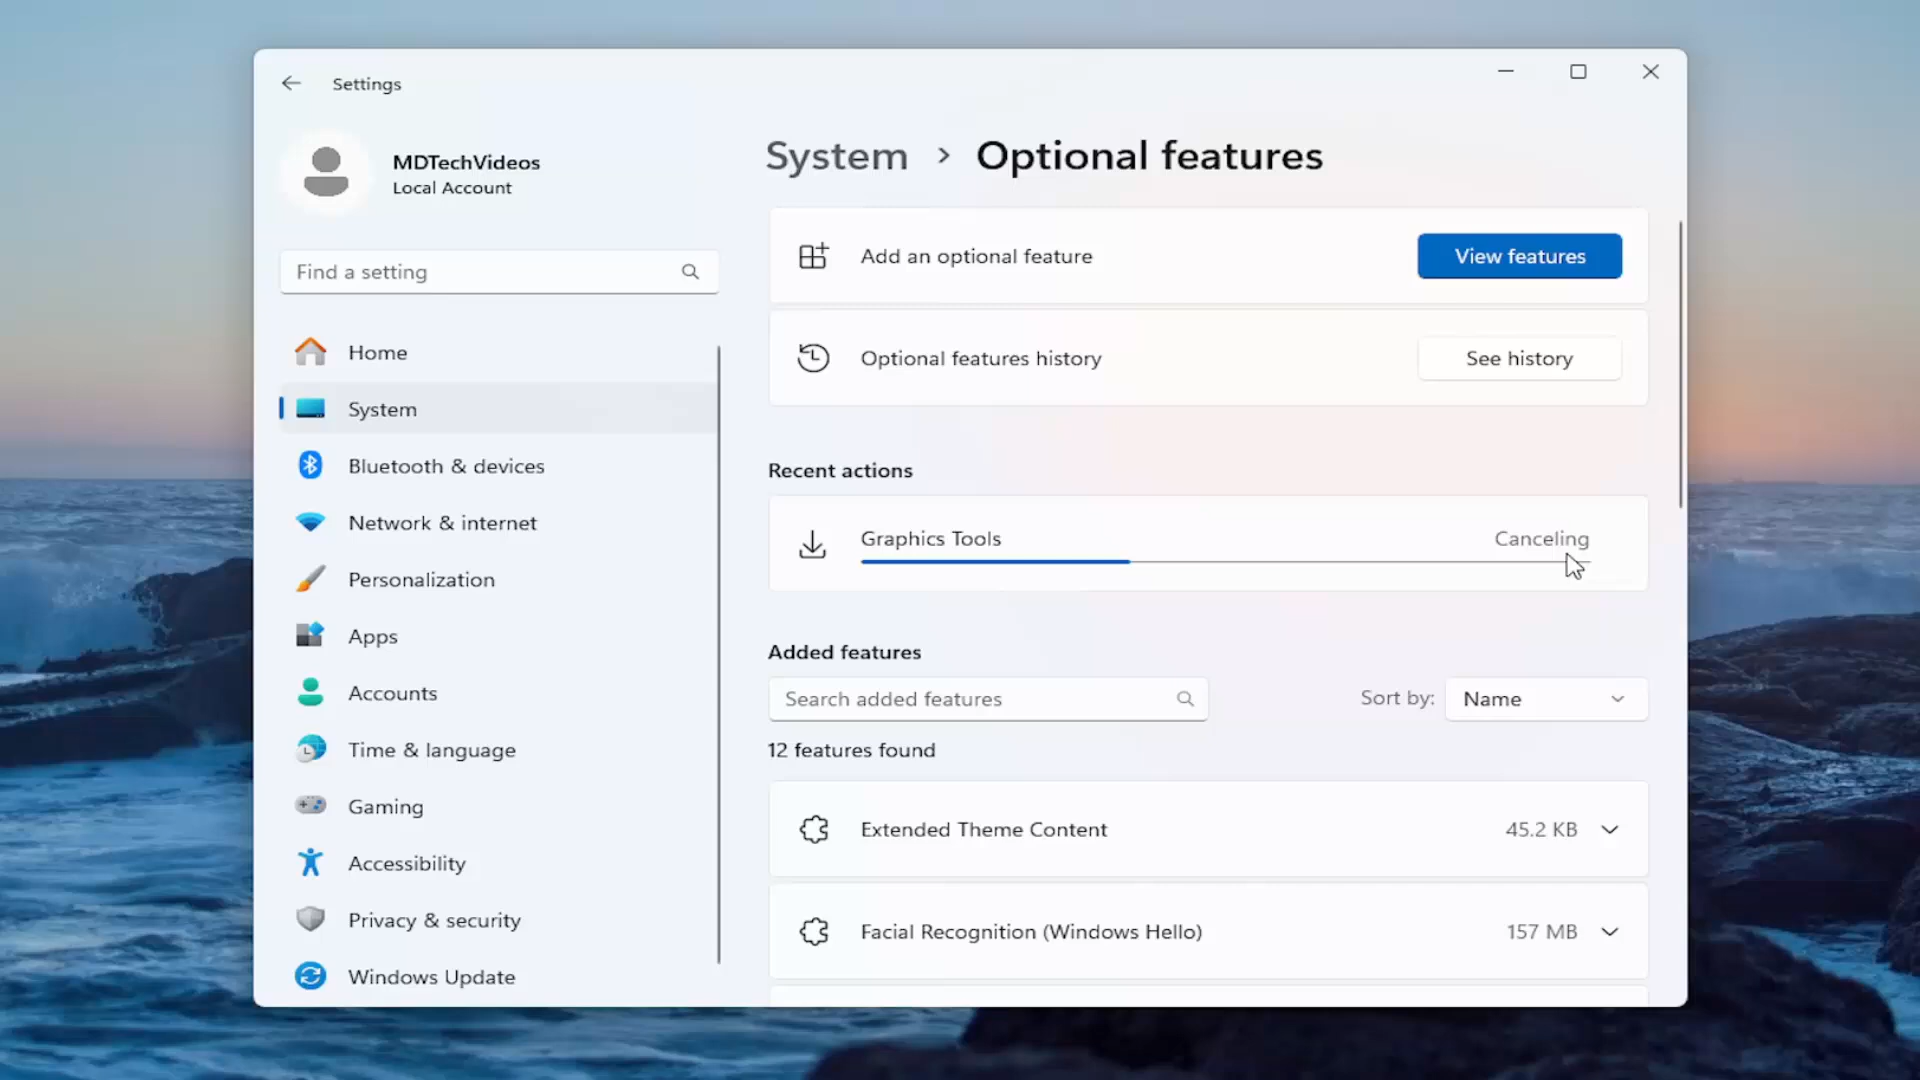 Settings
MDTechVideos
Local Account
Find a setting
Home
System
Bluetooth & devices
Network & internet
Personalization
Apps
Accounts
Time & language
Gaming
Accessibility
Privacy & security
Windows Update
System > Optional features
Add an optional feature
View features
Optional features history
See history
Recent actions
Graphics Tools
Canceling
Added features
Search added features
Sort by: Name
12 features found
Extended Theme Content
45.2 KB
Facial Recognition (Windows Hello)
157 MB